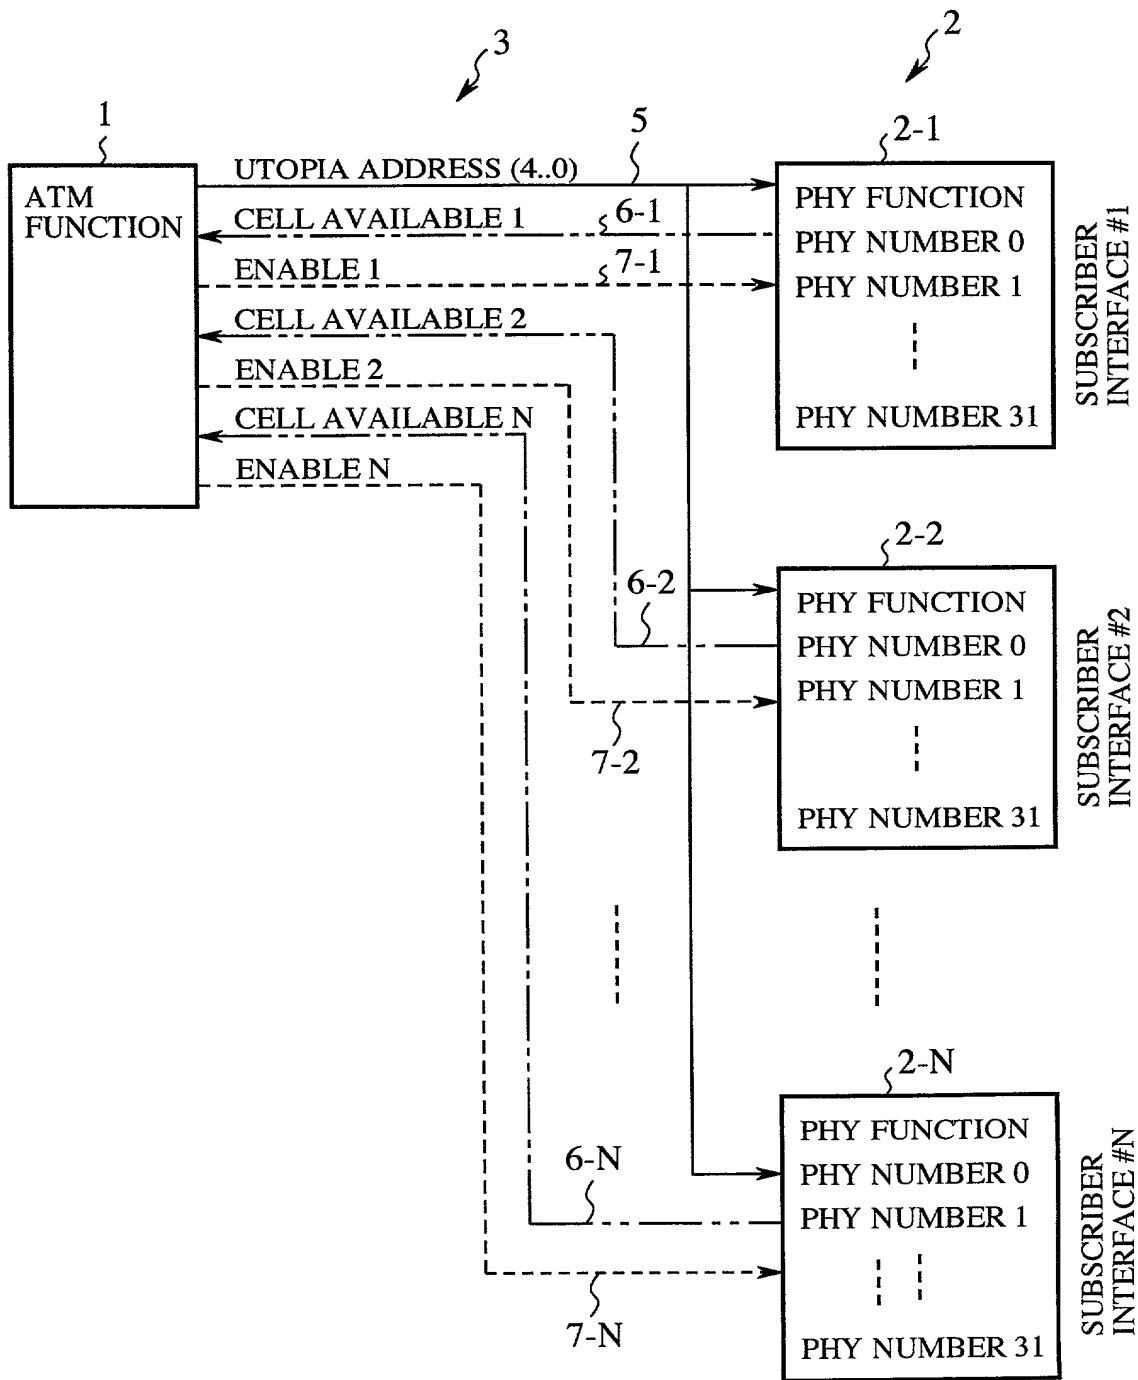 3
2
1
ATM
FUNCTION
UTOPIA ADDRESS (4..0)
5
CELL AVAILABLE 1
6-1
ENABLE 1
7-1
CELL AVAILABLE 2
ENABLE 2
CELL AVAILABLE N
ENABLE N
2-1
PHY FUNCTION
PHY NUMBER 0
PHY NUMBER 1
PHY NUMBER 31
SUBSCRIBER
INTERFACE #1
6-2
7-2
2-2
PHY FUNCTION
PHY NUMBER 0
PHY NUMBER 1
PHY NUMBER 31
SUBSCRIBER
INTERFACE #2
6-N
7-N
2-N
PHY FUNCTION
PHY NUMBER 0
PHY NUMBER 1
PHY NUMBER 31
SUBSCRIBER
INTERFACE #N